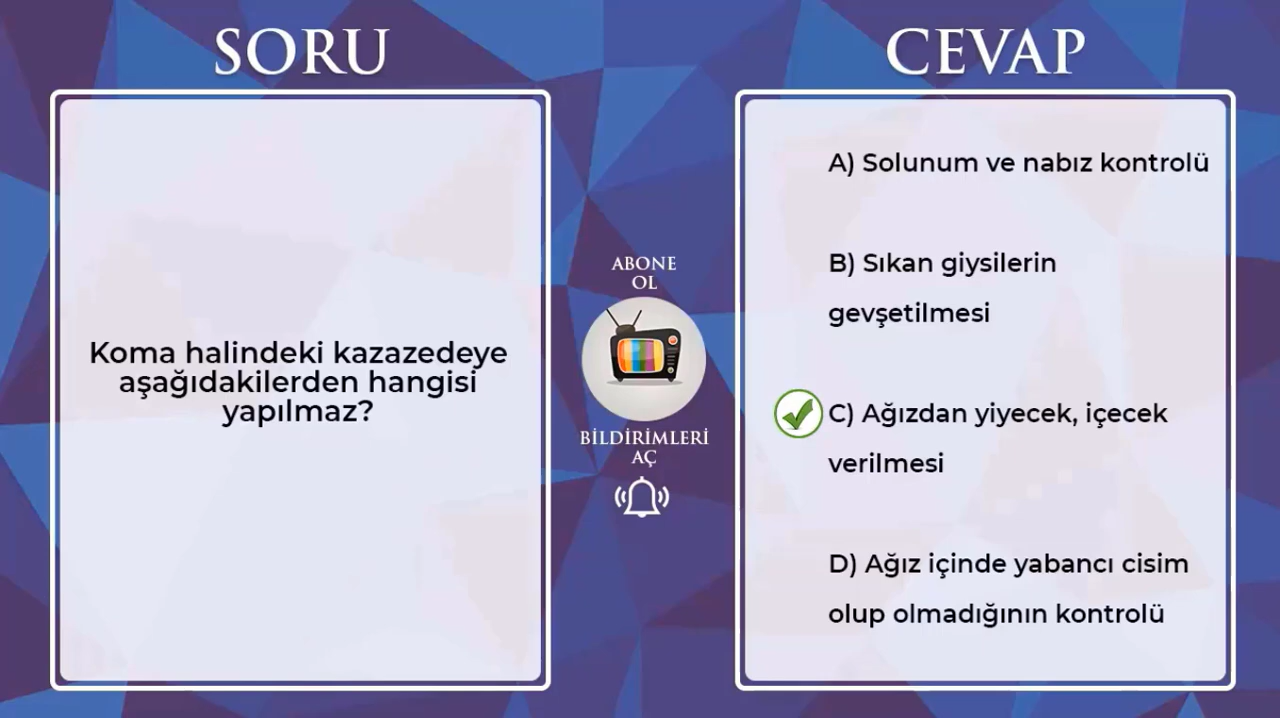 SORU
Koma halindeki kazazedeye
aşağıdakilerden hangisi
yapılmaz?
ABONE
OL
BİLDİRİMLERİ
AÇ
CEVAP
A) Solunum ve nabız kontrolü
B) Sıkan giysilerin
gevşetilmesi
C) Ağızdan yiyecek, içecek
verilmesi
D) Ağız içinde yabancı cisim
olup olmadığının kontrolü